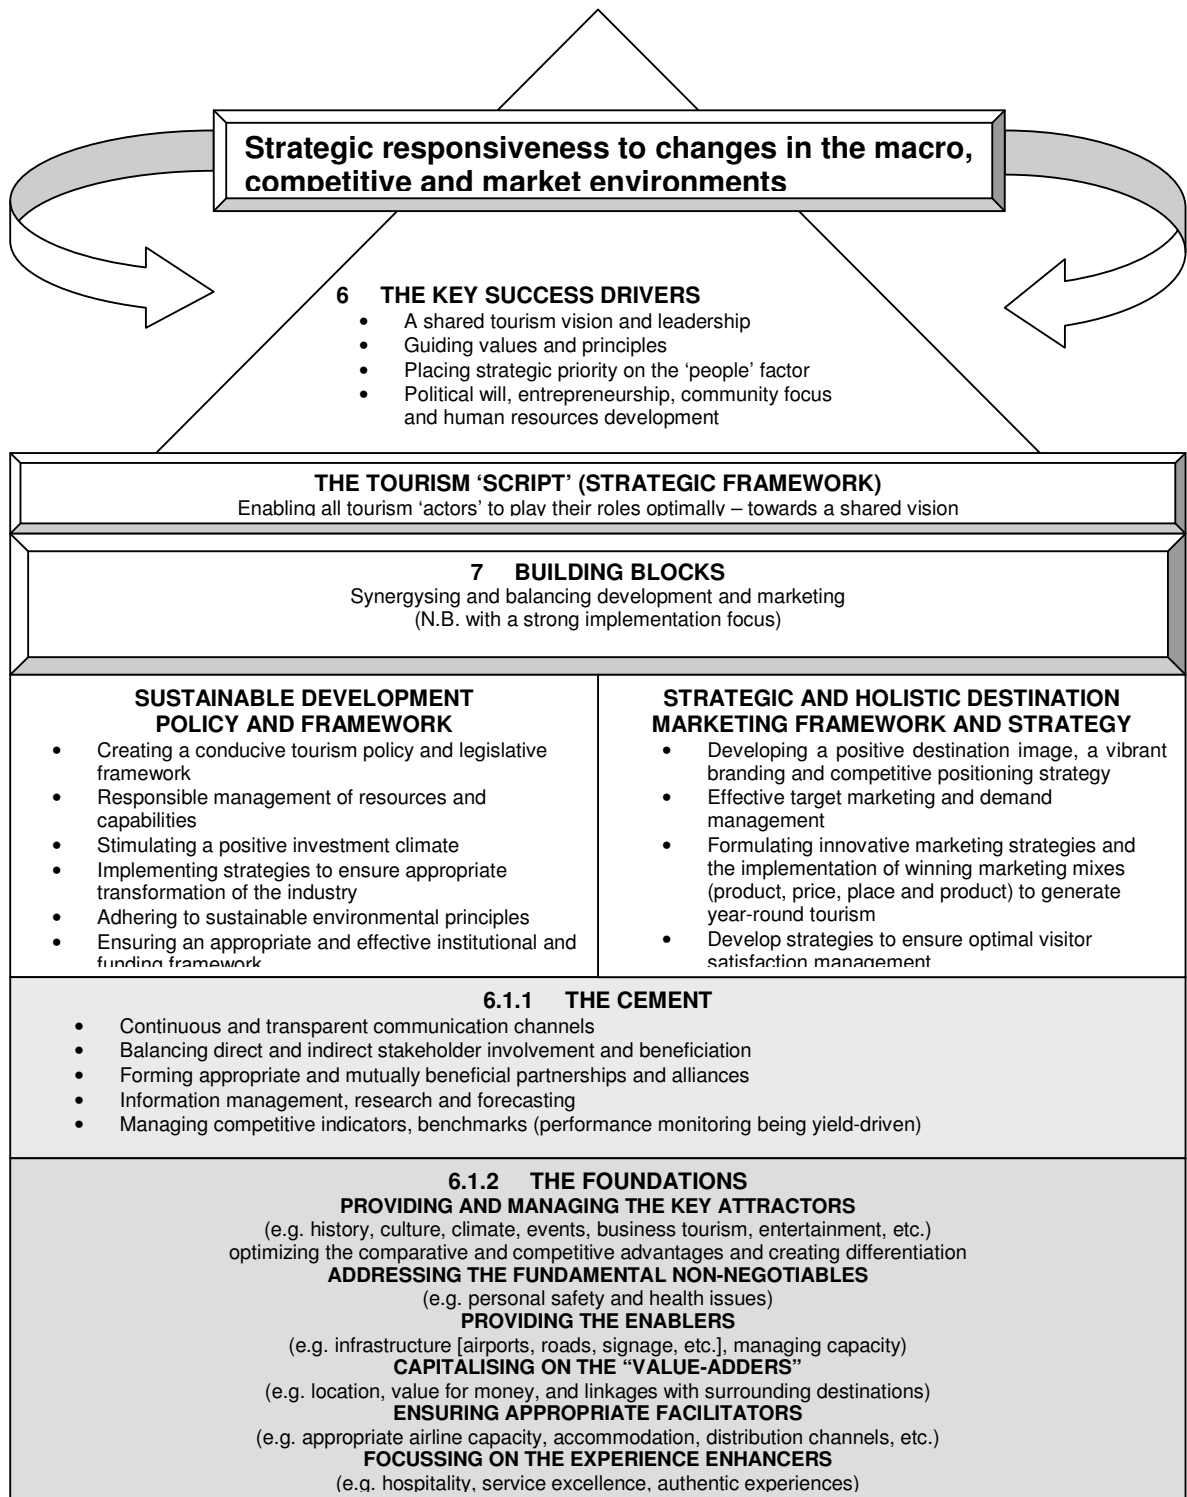 Strategic responsiveness to changes in the macro,
competitive and market environments
6 THE KEY SUCCESS DRIVERS
• A shared tourism vision and leadership
• Guiding values and principles
• Placing strategic priority on the ‘people’ factor
• Political will, entrepreneurship, community focus
and human resources development
THE TOURISM ‘SCRIPT’ (STRATEGIC FRAMEWORK)
Enabling all tourism ‘actors’ to play their roles optimally – towards a shared vision
7 BUILDING BLOCKS
Synergysing and balancing development and marketing
(N.B. with a strong implementation focus)
SUSTAINABLE DEVELOPMENT
POLICY AND FRAMEWORK
• Creating a conducive tourism policy and legislative
framework
• Responsible management of resources and
capabilities
• Stimulating a positive investment climate
• Implementing strategies to ensure appropriate
transformation of the industry
• Adhering to sustainable environmental principles
• Ensuring an appropriate and effective institutional and
funding framework
STRATEGIC AND HOLISTIC DESTINATION
MARKETING FRAMEWORK AND STRATEGY
• Developing a positive destination image, a vibrant
branding and competitive positioning strategy
• Effective target marketing and demand
management
• Formulating innovative marketing strategies and
the implementation of winning marketing mixes
(product, price, place and product) to generate
year-round tourism
• Develop strategies to ensure optimal visitor
satisfaction management
6.1.1 THE CEMENT
• Continuous and transparent communication channels
• Balancing direct and indirect stakeholder involvement and beneficiation
• Forming appropriate and mutually beneficial partnerships and alliances
• Information management, research and forecasting
• Managing competitive indicators, benchmarks (performance monitoring being yield-driven)
6.1.2 THE FOUNDATIONS
PROVIDING AND MANAGING THE KEY ATTRACTORS
(e.g. history, culture, climate, events, business tourism, entertainment, etc.)
optimizing the comparative and competitive advantages and creating differentiation
ADDRESSING THE FUNDAMENTAL NON-NEGOTIABLES
(e.g. personal safety and health issues)
PROVIDING THE ENABLERS
(e.g. infrastructure [airports, roads, signage, etc.], managing capacity)
CAPITALISING ON THE “VALUE-ADDERS”
(e.g. location, value for money, and linkages with surrounding destinations)
ENSURING APPROPRIATE FACILITATORS
(e.g. appropriate airline capacity, accommodation, distribution channels, etc.)
FOCUSSING ON THE EXPERIENCE ENHANCERS
(e.g. hospitality, service excellence, authentic experiences)